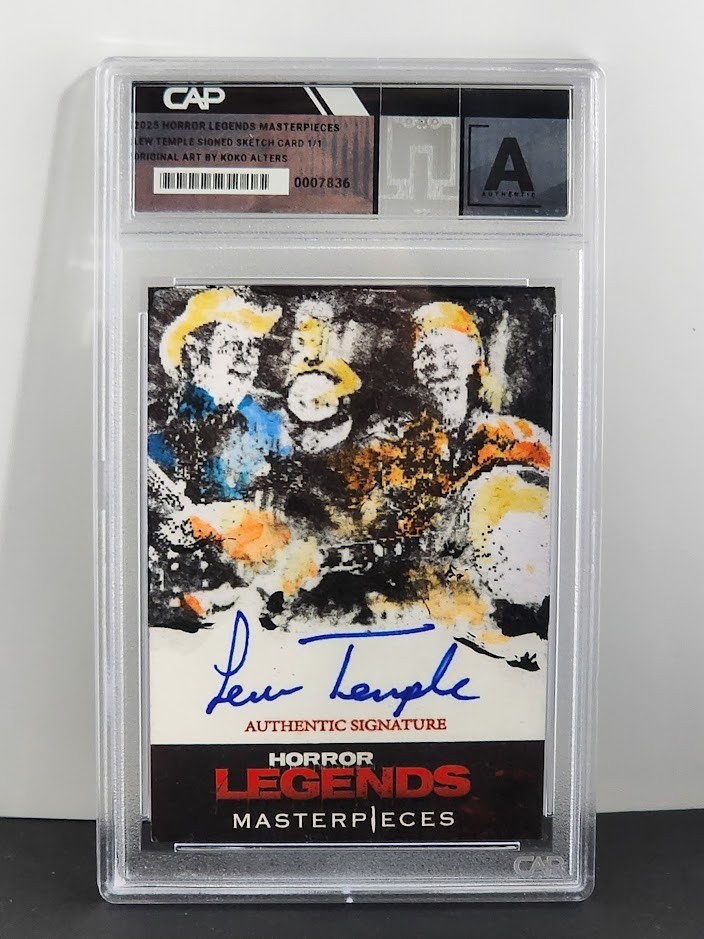 CAP
2025 HORROR LEGENDS MASTERPIECES
LEW TEMPLE SIGNED SKETCH CARD 1/1
ORIGINAL ART BY KOKO ALTERS
0007836
A
AUTHENTIC
Lew Temple
AUTHENTIC SIGNATURE
HORROR
LEGENDS
MASTERPIECES
CAP